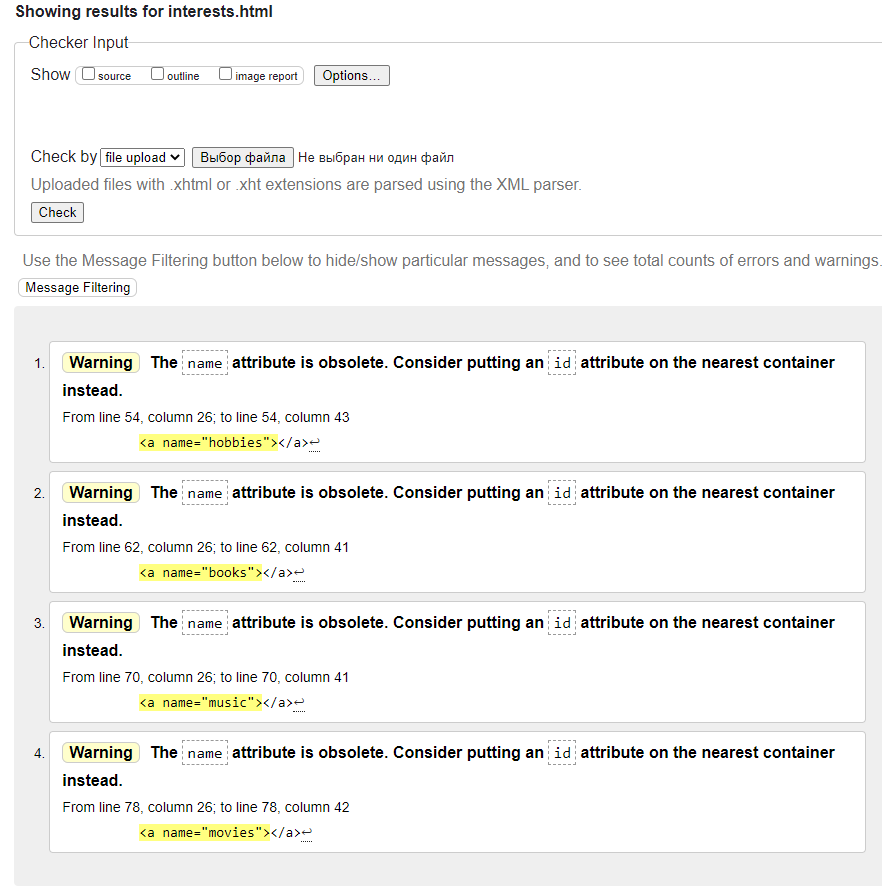 Showing results for interests.html
Checker Input
Show source outline image report Options...
Check by file upload Выбор файла Не выбран ни один файл
Uploaded files with .xhtml or .xht extensions are parsed using the XML parser.
Check
Use the Message Filtering button below to hide/show particular messages, and to see total counts of errors and warnings.
Message Filtering
1. Warning The name attribute is obsolete. Consider putting an id attribute on the nearest container
instead.
From line 54, column 26; to line 54, column 43
<a name="hobbies"></a>↩
2. Warning The name attribute is obsolete. Consider putting an id attribute on the nearest container
instead.
From line 62, column 26; to line 62, column 41
<a name="books"></a>↩
3. Warning The name attribute is obsolete. Consider putting an id attribute on the nearest container
instead.
From line 70, column 26; to line 70, column 41
<a name="music"></a>↩
4. Warning The name attribute is obsolete. Consider putting an id attribute on the nearest container
instead.
From line 78, column 26; to line 78, column 42
<a name="movies"></a>↩